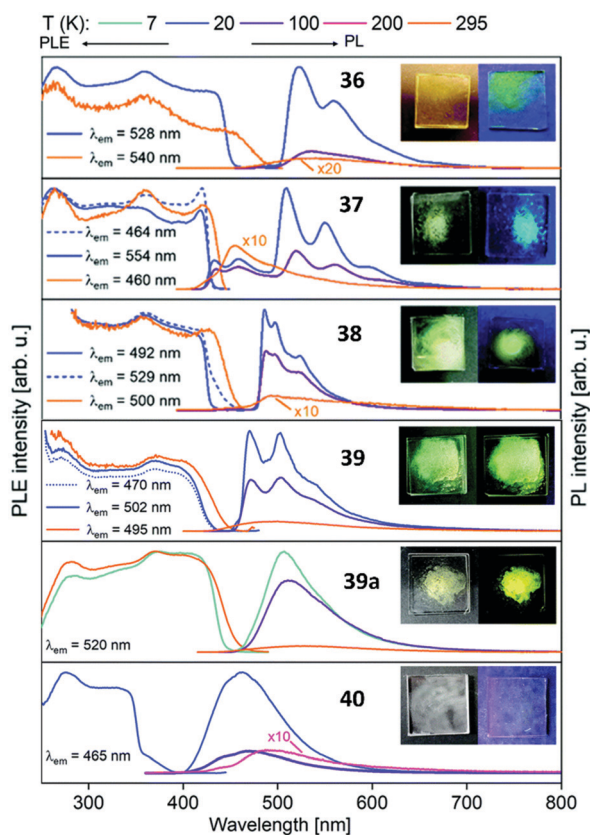 T (K): 7 20 100 200 295
PLE PL
36
λem = 528 nm
λem = 540 nm
x20
37
λem = 464 nm
λem = 554 nm
λem = 460 nm
x10
38
λem = 492 nm
λem = 529 nm
λem = 500 nm
x10
39
λem = 470 nm
λem = 502 nm
λem = 495 nm
39a
λem = 520 nm
40
λem = 465 nm
x10
PLE intensity [arb. u.]
PL intensity [arb. u.]
300 400 500 600 700 800
Wavelength [nm]